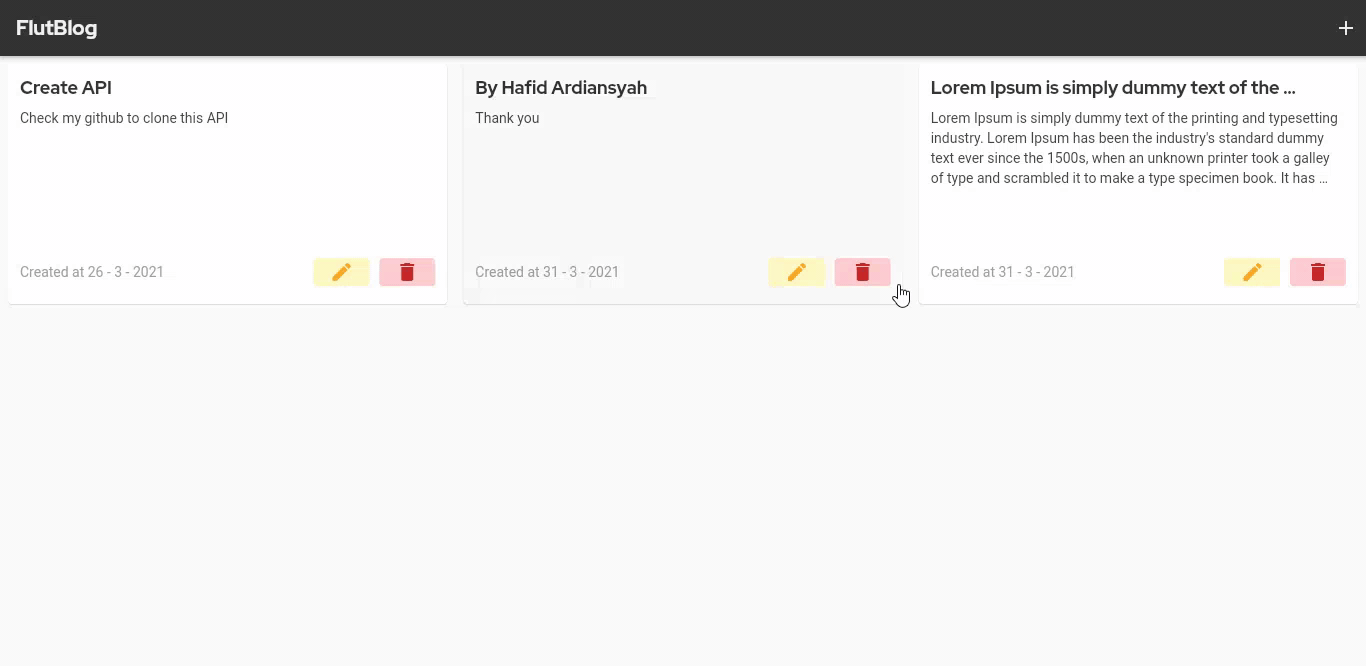 FlutBlog
Create API
Check my github to clone this API
Created at 26 - 3 - 2021
By Hafid Ardiansyah
Thank you
Created at 31 - 3 - 2021
Lorem Ipsum is simply dummy text of the ...
Lorem Ipsum is simply dummy text of the printing and typesetting
industry. Lorem Ipsum has been the industry's standard dummy
text ever since the 1500s, when an unknown printer took a galley
of type and scrambled it to make a type specimen book. It has ...
Created at 31 - 3 - 2021